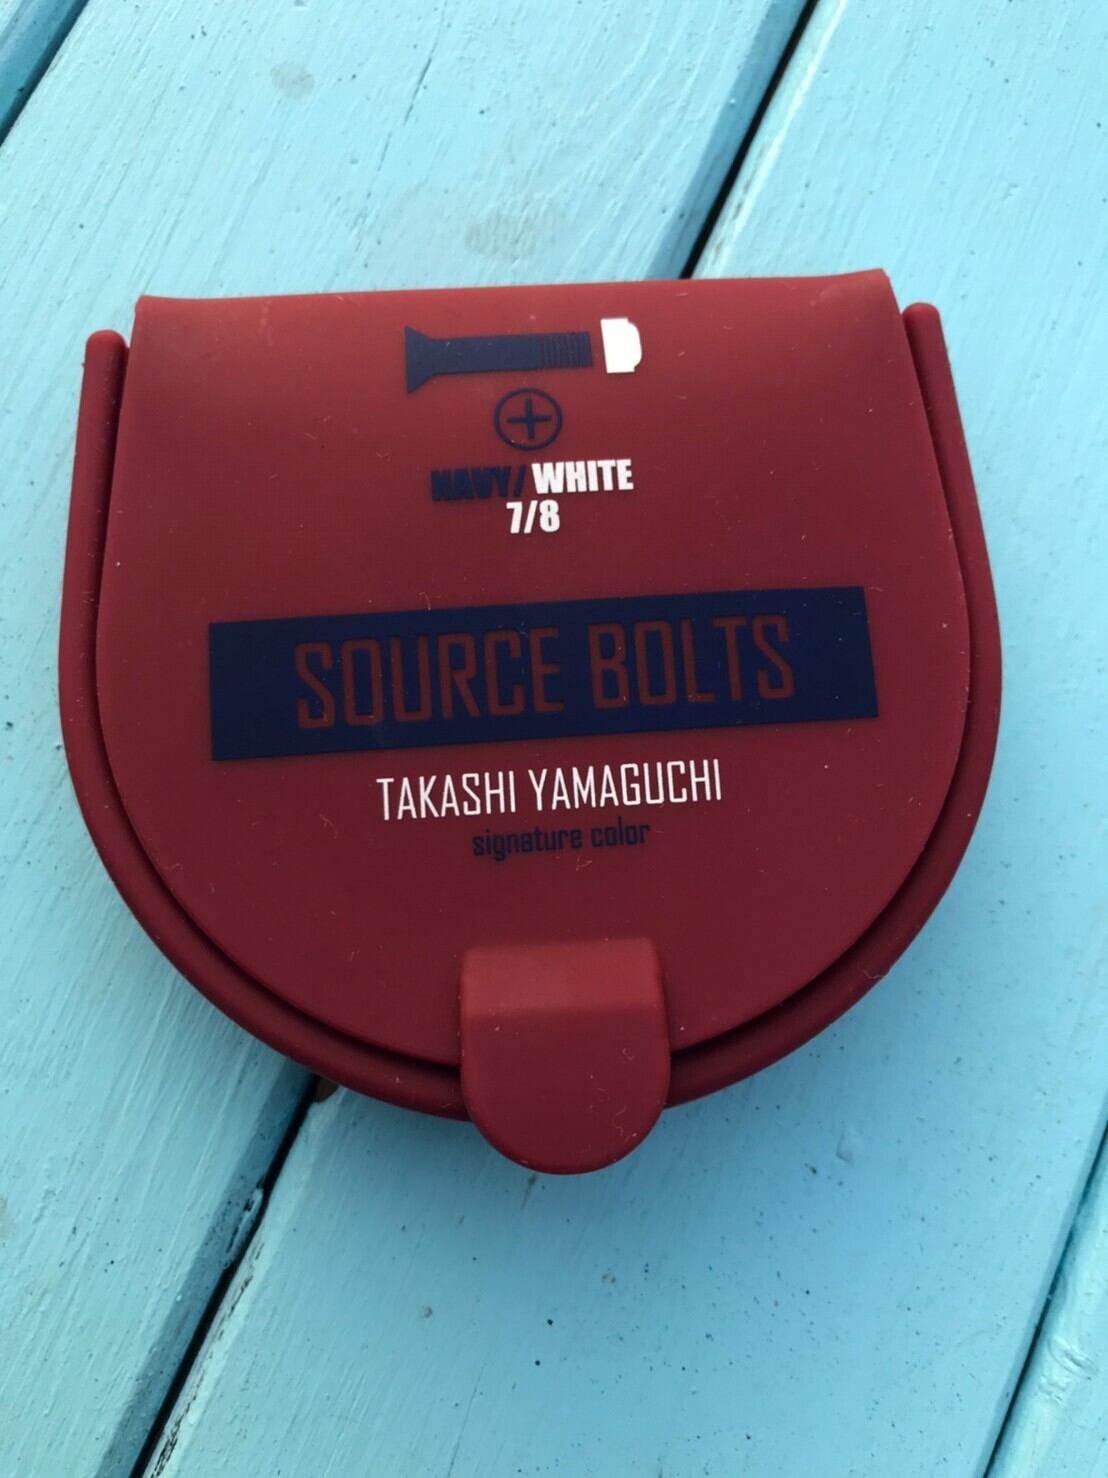 NAVY/WHITE
7/8
SOURCE BOLTS
TAKASHI YAMAGUCHI
signature color